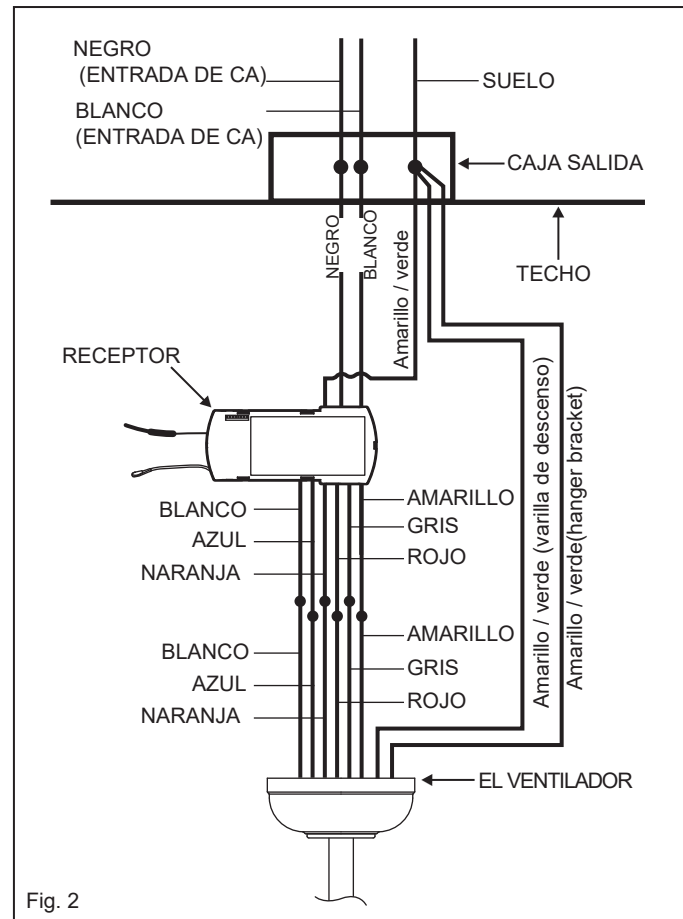 NEGRO
(ENTRADA DE CA)
SUELO
BLANCO
(ENTRADA DE CA)
CAJA SALIDA
NEGRO
BLANCO
Amarillo / verde
TECHO
RECEPTOR
Amarillo / verde (varilla de descenso)
Amarillo / verde(hanger bracket)
BLANCO
AZUL
NARANJA
AMARILLO
GRIS
ROJO
BLANCO
AZUL
NARANJA
AMARILLO
GRIS
ROJO
EL VENTILADOR
Fig. 2